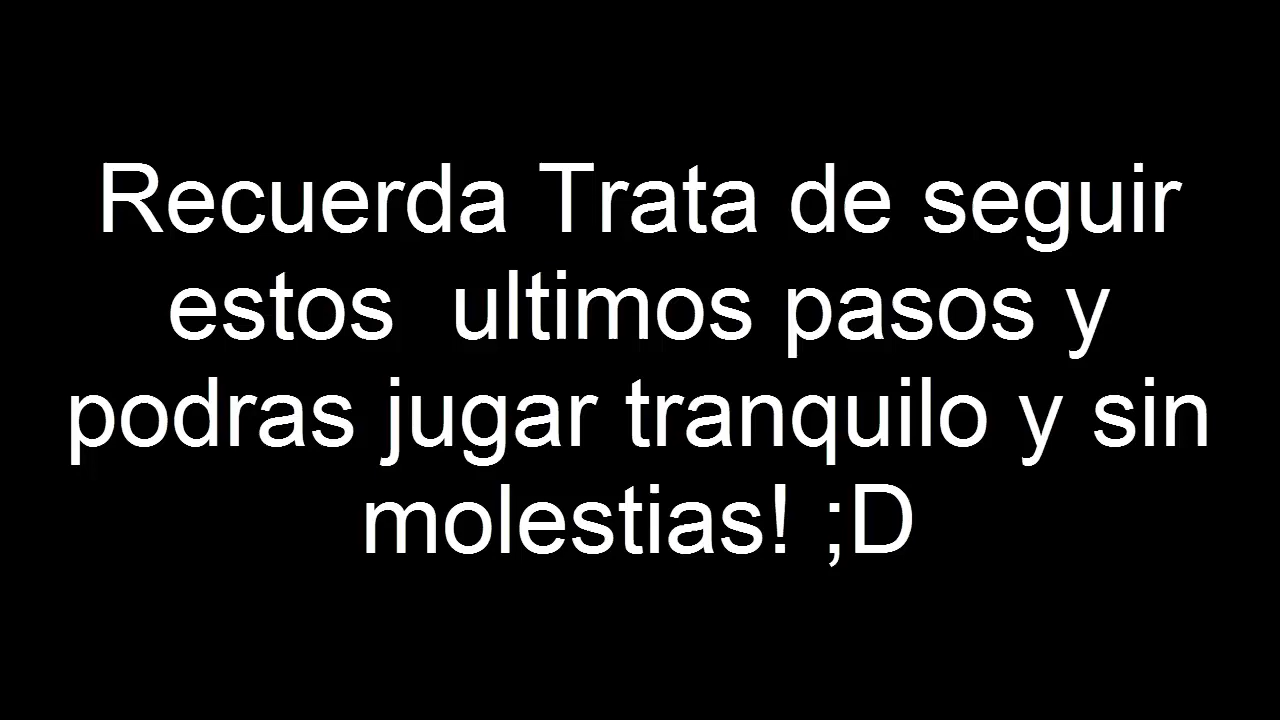 Recuerda Trata de seguir
estos  ultimos pasos y
podras jugar tranquilo y sin
molestias! ;D